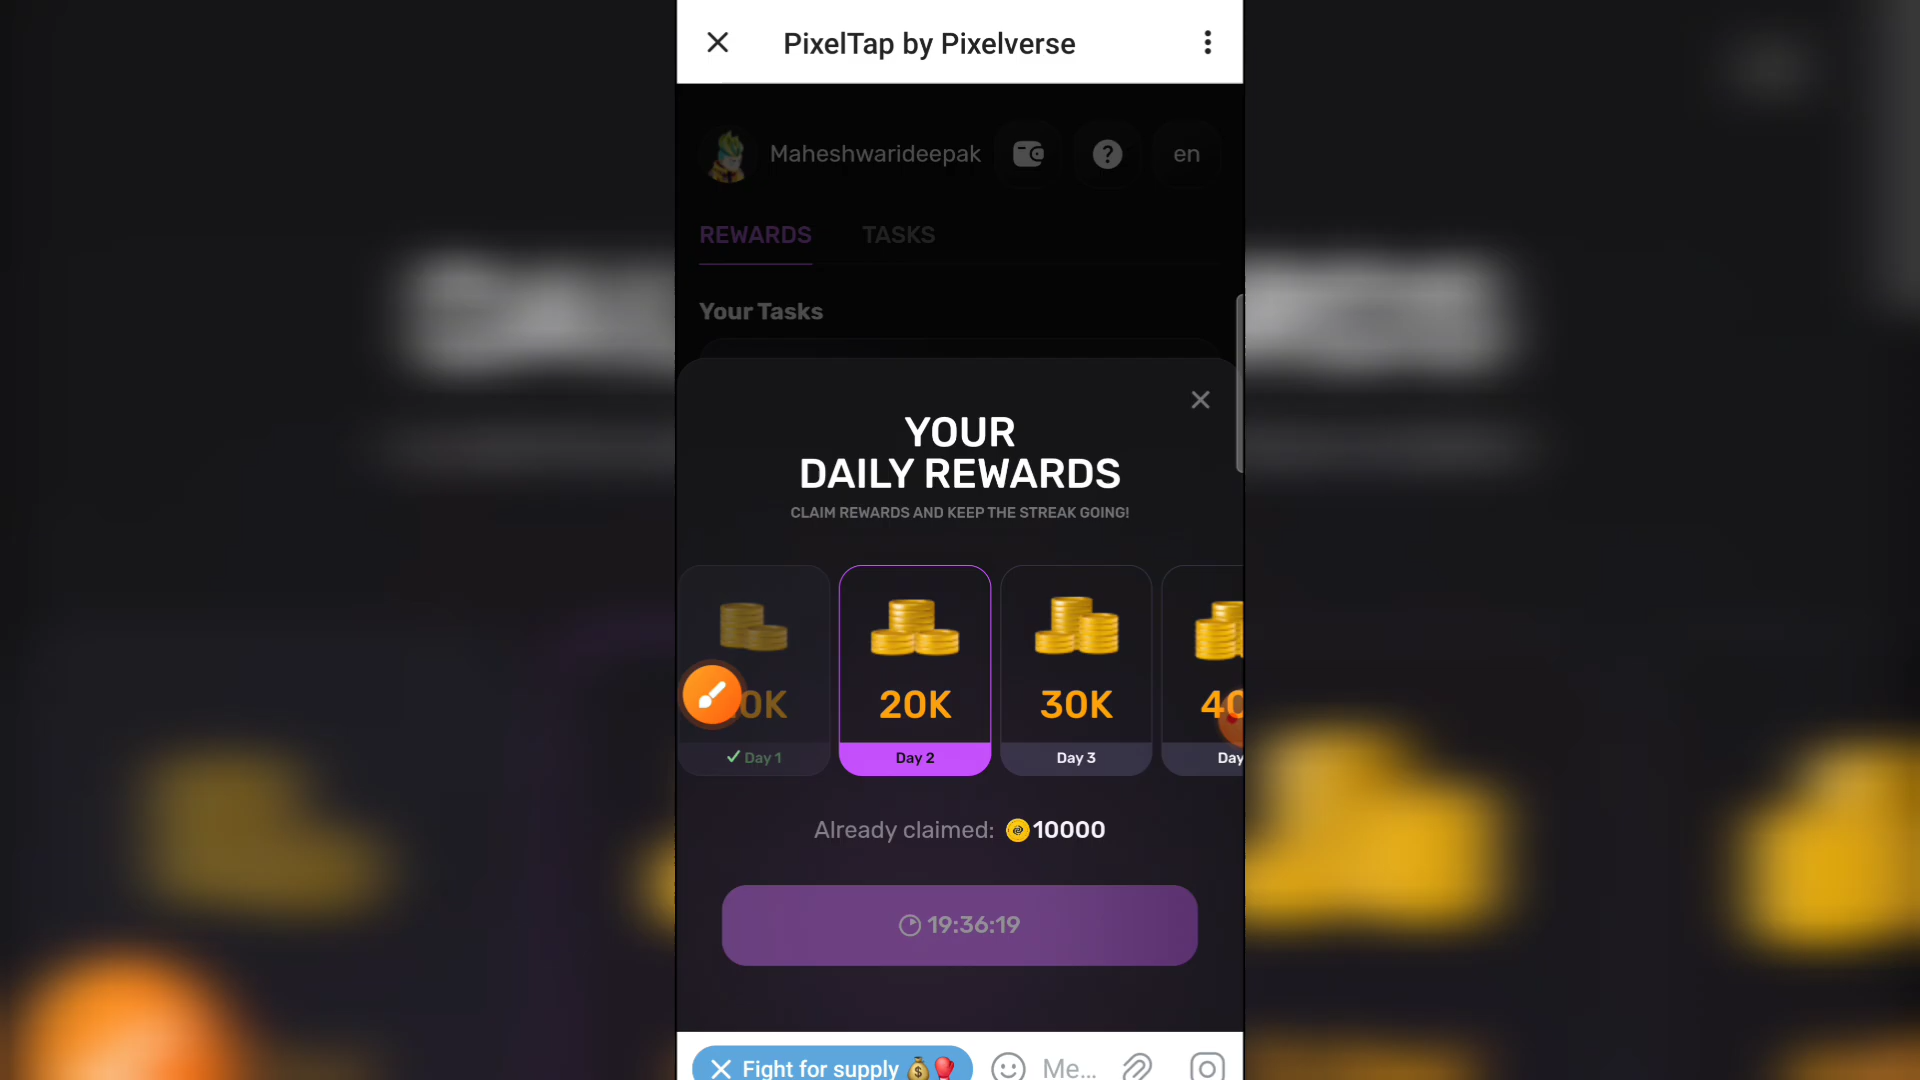 PixelTap by Pixelverse
Maheshwarideepak
en
REWARDS TASKS
Your Tasks
YOUR
DAILY REWARDS
CLAIM REWARDS AND KEEP THE STREAK GOING!
20K 30K
Day 1 Day 2 Day 3 Day
Already claimed: 10000
19:36:19
Fight for supply 💰🥊 Me...